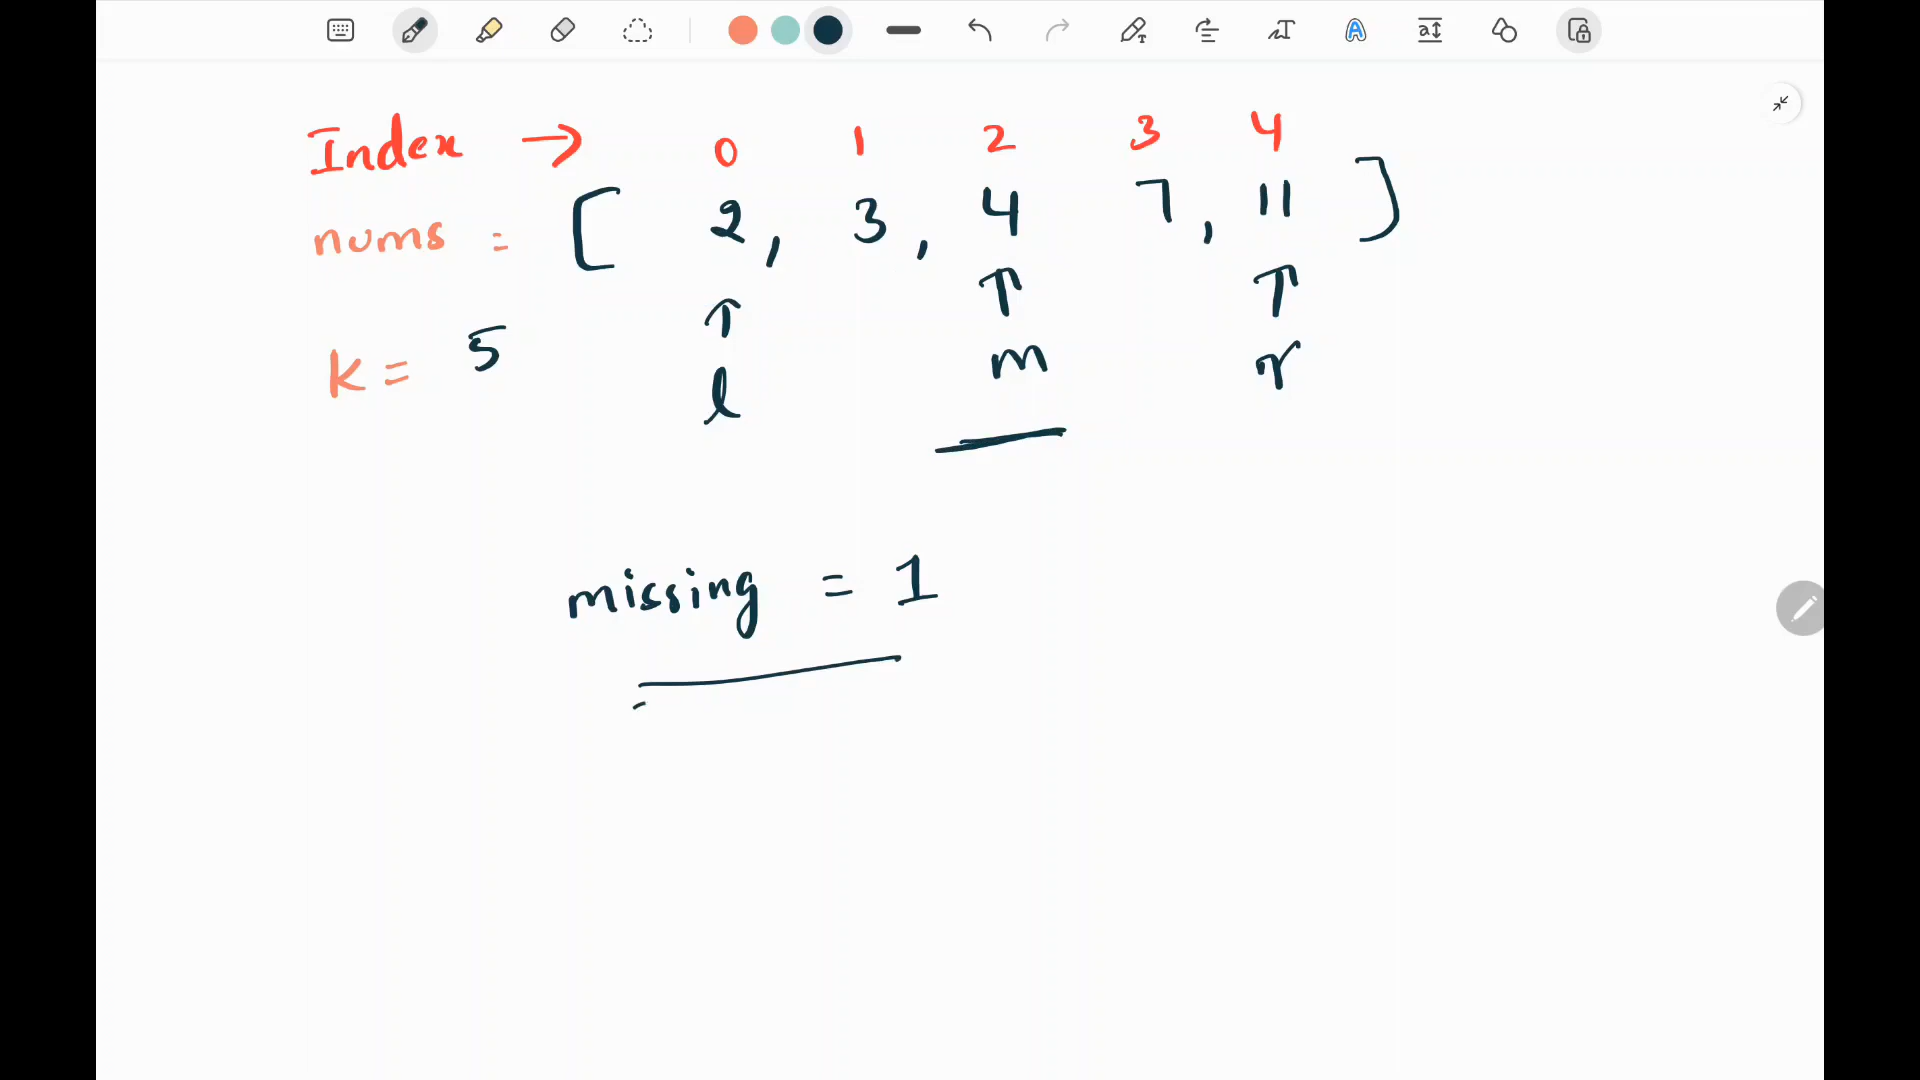 Index → 0 1 2 3 4
nums = [ 2, 3, 4 7, 11 ]
↑ ↑ ↑
k = 5 l m r
missing = 1